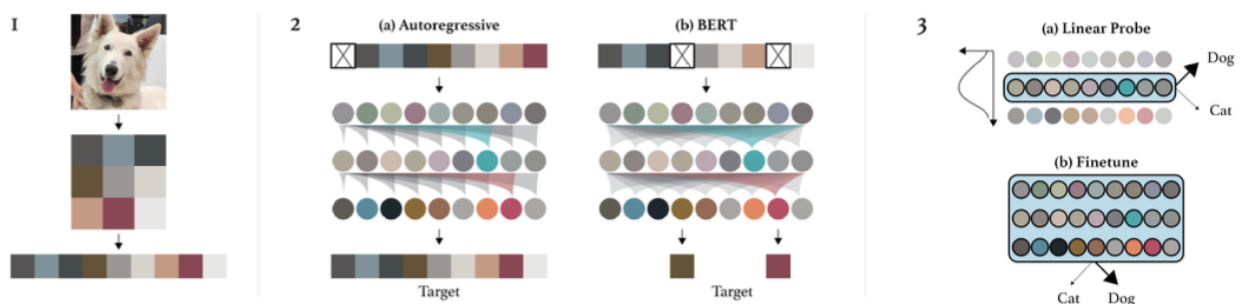 1
2
(a) Autoregressive
Target
(b) BERT
Target
3
(a) Linear Probe
Dog
Cat
(b) Finetune
Cat
Dog